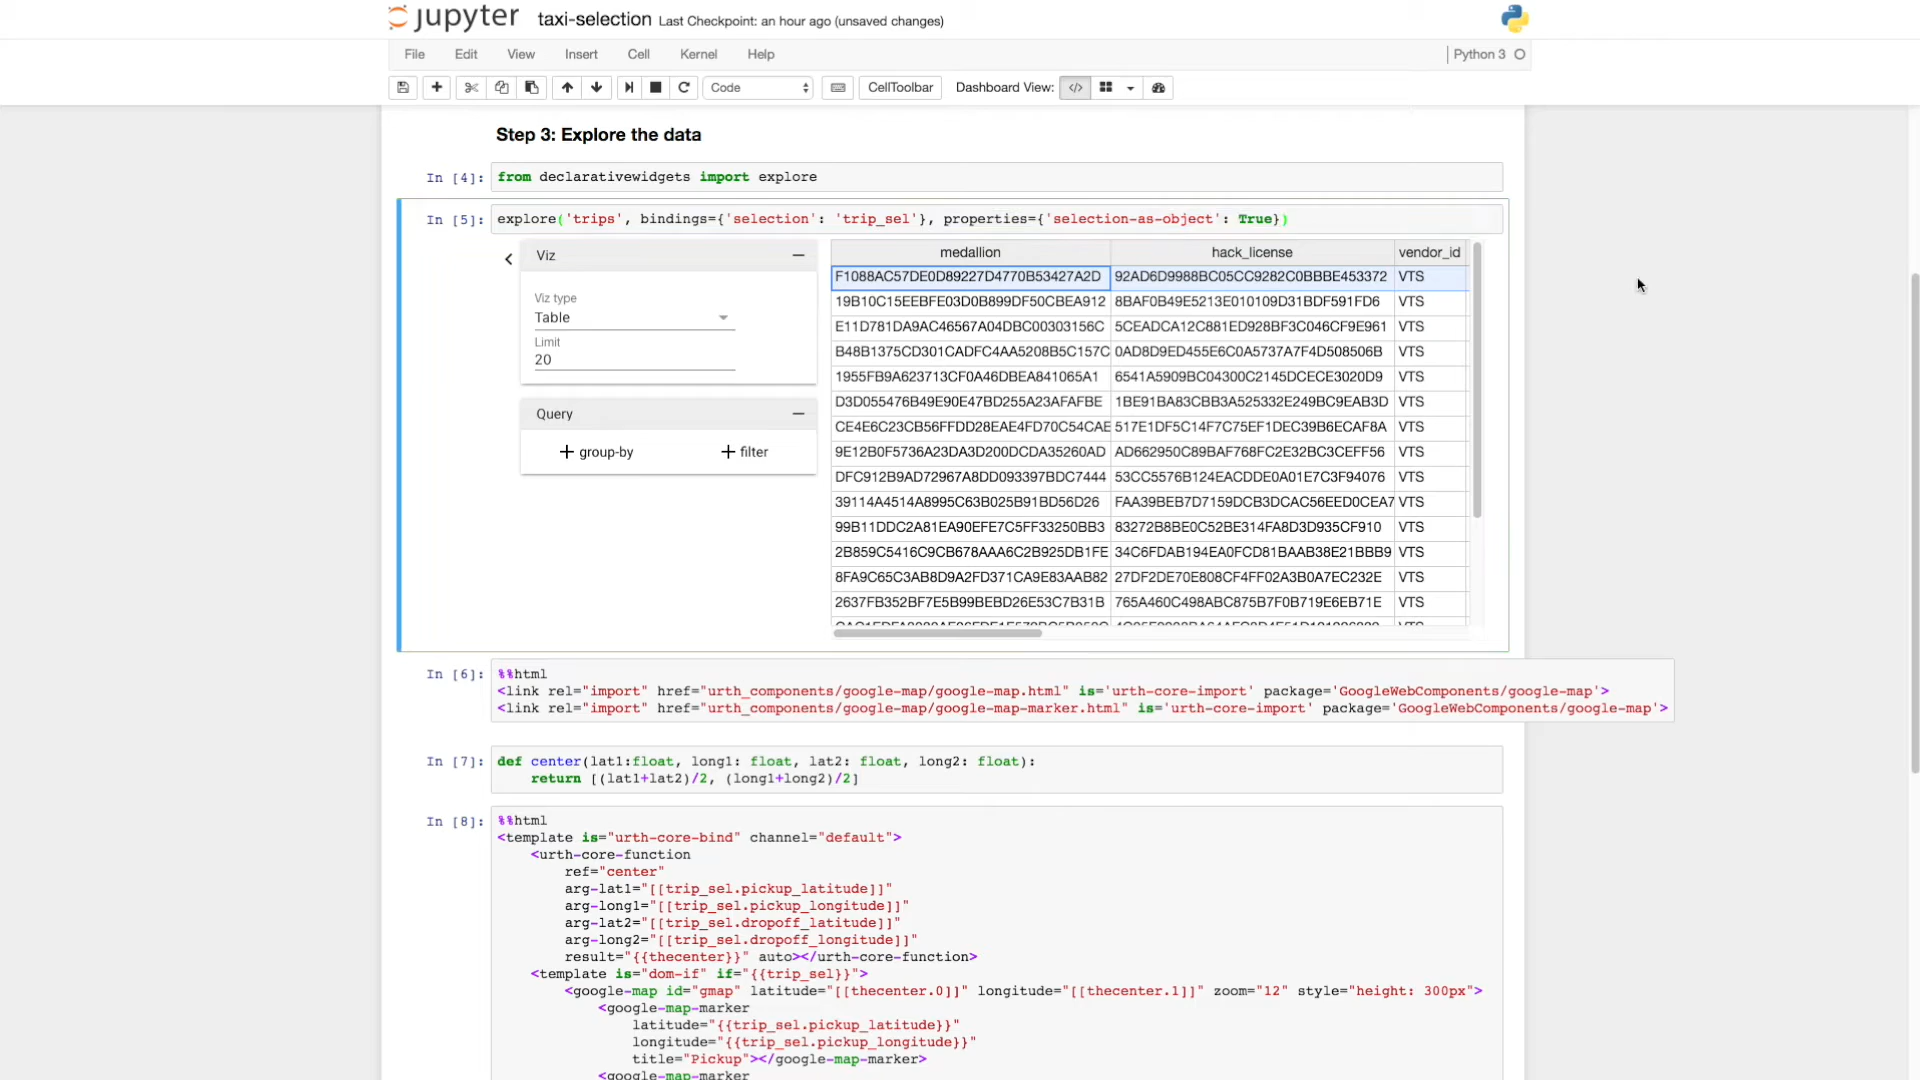 jupyter taxi-selection Last Checkpoint: an hour ago (unsaved changes)
File Edit View Insert Cell Kernel Help Python 3
Code CellToolbar Dashboard View: </>
Step 3: Explore the data
In [4]: from declarativewidgets import explore
In [5]: explore('trips', bindings={'selection': 'trip_sel'}, properties={'selection-as-object': True})
Viz
Viz type
Table
Limit
20
Query
group-by filter
medallion hack_license vendor_id
F1088AC57DE0D89227D4770B53427A2D 92AD6D9988BC05CC9282C0BBBE453372 VTS
19B10C15EEBFE03D0B899DF50CBEA912 8BAF0B49E5213E010109D31BDF591FD6 VTS
E11D781DA9AC46567A04DBC00303156C 5CEADCA12C881ED928BF3C046CF9E961 VTS
B48B1375CD301CADFC4AA5208B5C157C 0AD8D9ED455E6C0A5737A7F4D508506B VTS
1955FB9A623713CF0A46DBEA841065A1 6541A5909BC04300C2145DCECE3020D9 VTS
D3D055476B49E90E47BD255A23AFAFBE 1BE91BA83CBB3A525332E249BC9EAB3D VTS
CE4E6C23CB56FFDD28EAE4FD70C54CAE 517E1DF5C14F7C75EF1DEC39B6ECAF8A VTS
9E12B0F5736A23DA3D200DCDA35260AD AD662950C89BAF768FC2E32BC3CEFF56 VTS
DFC912B9AD72967A8DD093397BDC7444 53CC5576B124EACDDE0A01E7C3F94076 VTS
39114A4514A8995C63B025B91BD56D26 FAA39BEB7D7159DCB3DCAC56EED0CEA7 VTS
99B11DDC2A81EA90EFE7C5FF33250BB3 83272B8BE0C52BE314FA8D3D935CF910 VTS
2B859C5416C9CB678AAA6C2B925DB1FE 34C6FDAB194EA0FCD81BAAB38E21BBB9 VTS
8FA9C65C3AB8D9A2FD371CA9E83AAB82 27DF2DE70E808CF4FF02A3B0A7EC232E VTS
2637FB352BF7E5B99BEBD26E53C7B31B 765A460C498ABC875B7F0B719E6EB71E VTS
In [6]: %%html
<link rel="import" href="urth_components/google-map/google-map.html" is='urth-core-import' package='GoogleWebComponents/google-map'>
<link rel="import" href="urth_components/google-map/google-map-marker.html" is='urth-core-import' package='GoogleWebComponents/google-map'>
In [7]: def center(lat1:float, long1: float, lat2: float, long2: float):
return [(lat1+lat2)/2, (long1+long2)/2]
In [8]: %%html
<template is="urth-core-bind" channel="default">
<urth-core-function
ref="center"
arg-lat1="[[trip_sel.pickup_latitude]]"
arg-long1="[[trip_sel.pickup_longitude]]"
arg-lat2="[[trip_sel.dropoff_latitude]]"
arg-long2="[[trip_sel.dropoff_longitude]]"
result="{{thecenter}}" auto></urth-core-function>
<template is="dom-if" if="{{trip_sel}}">
<google-map id="gmap" latitude="[[thecenter.0]]" longitude="[[thecenter.1]]" zoom="12" style="height: 300px">
<google-map-marker
latitude="{{trip_sel.pickup_latitude}}"
longitude="{{trip_sel.pickup_longitude}}"
title="Pickup"></google-map-marker>
<google-map-marker